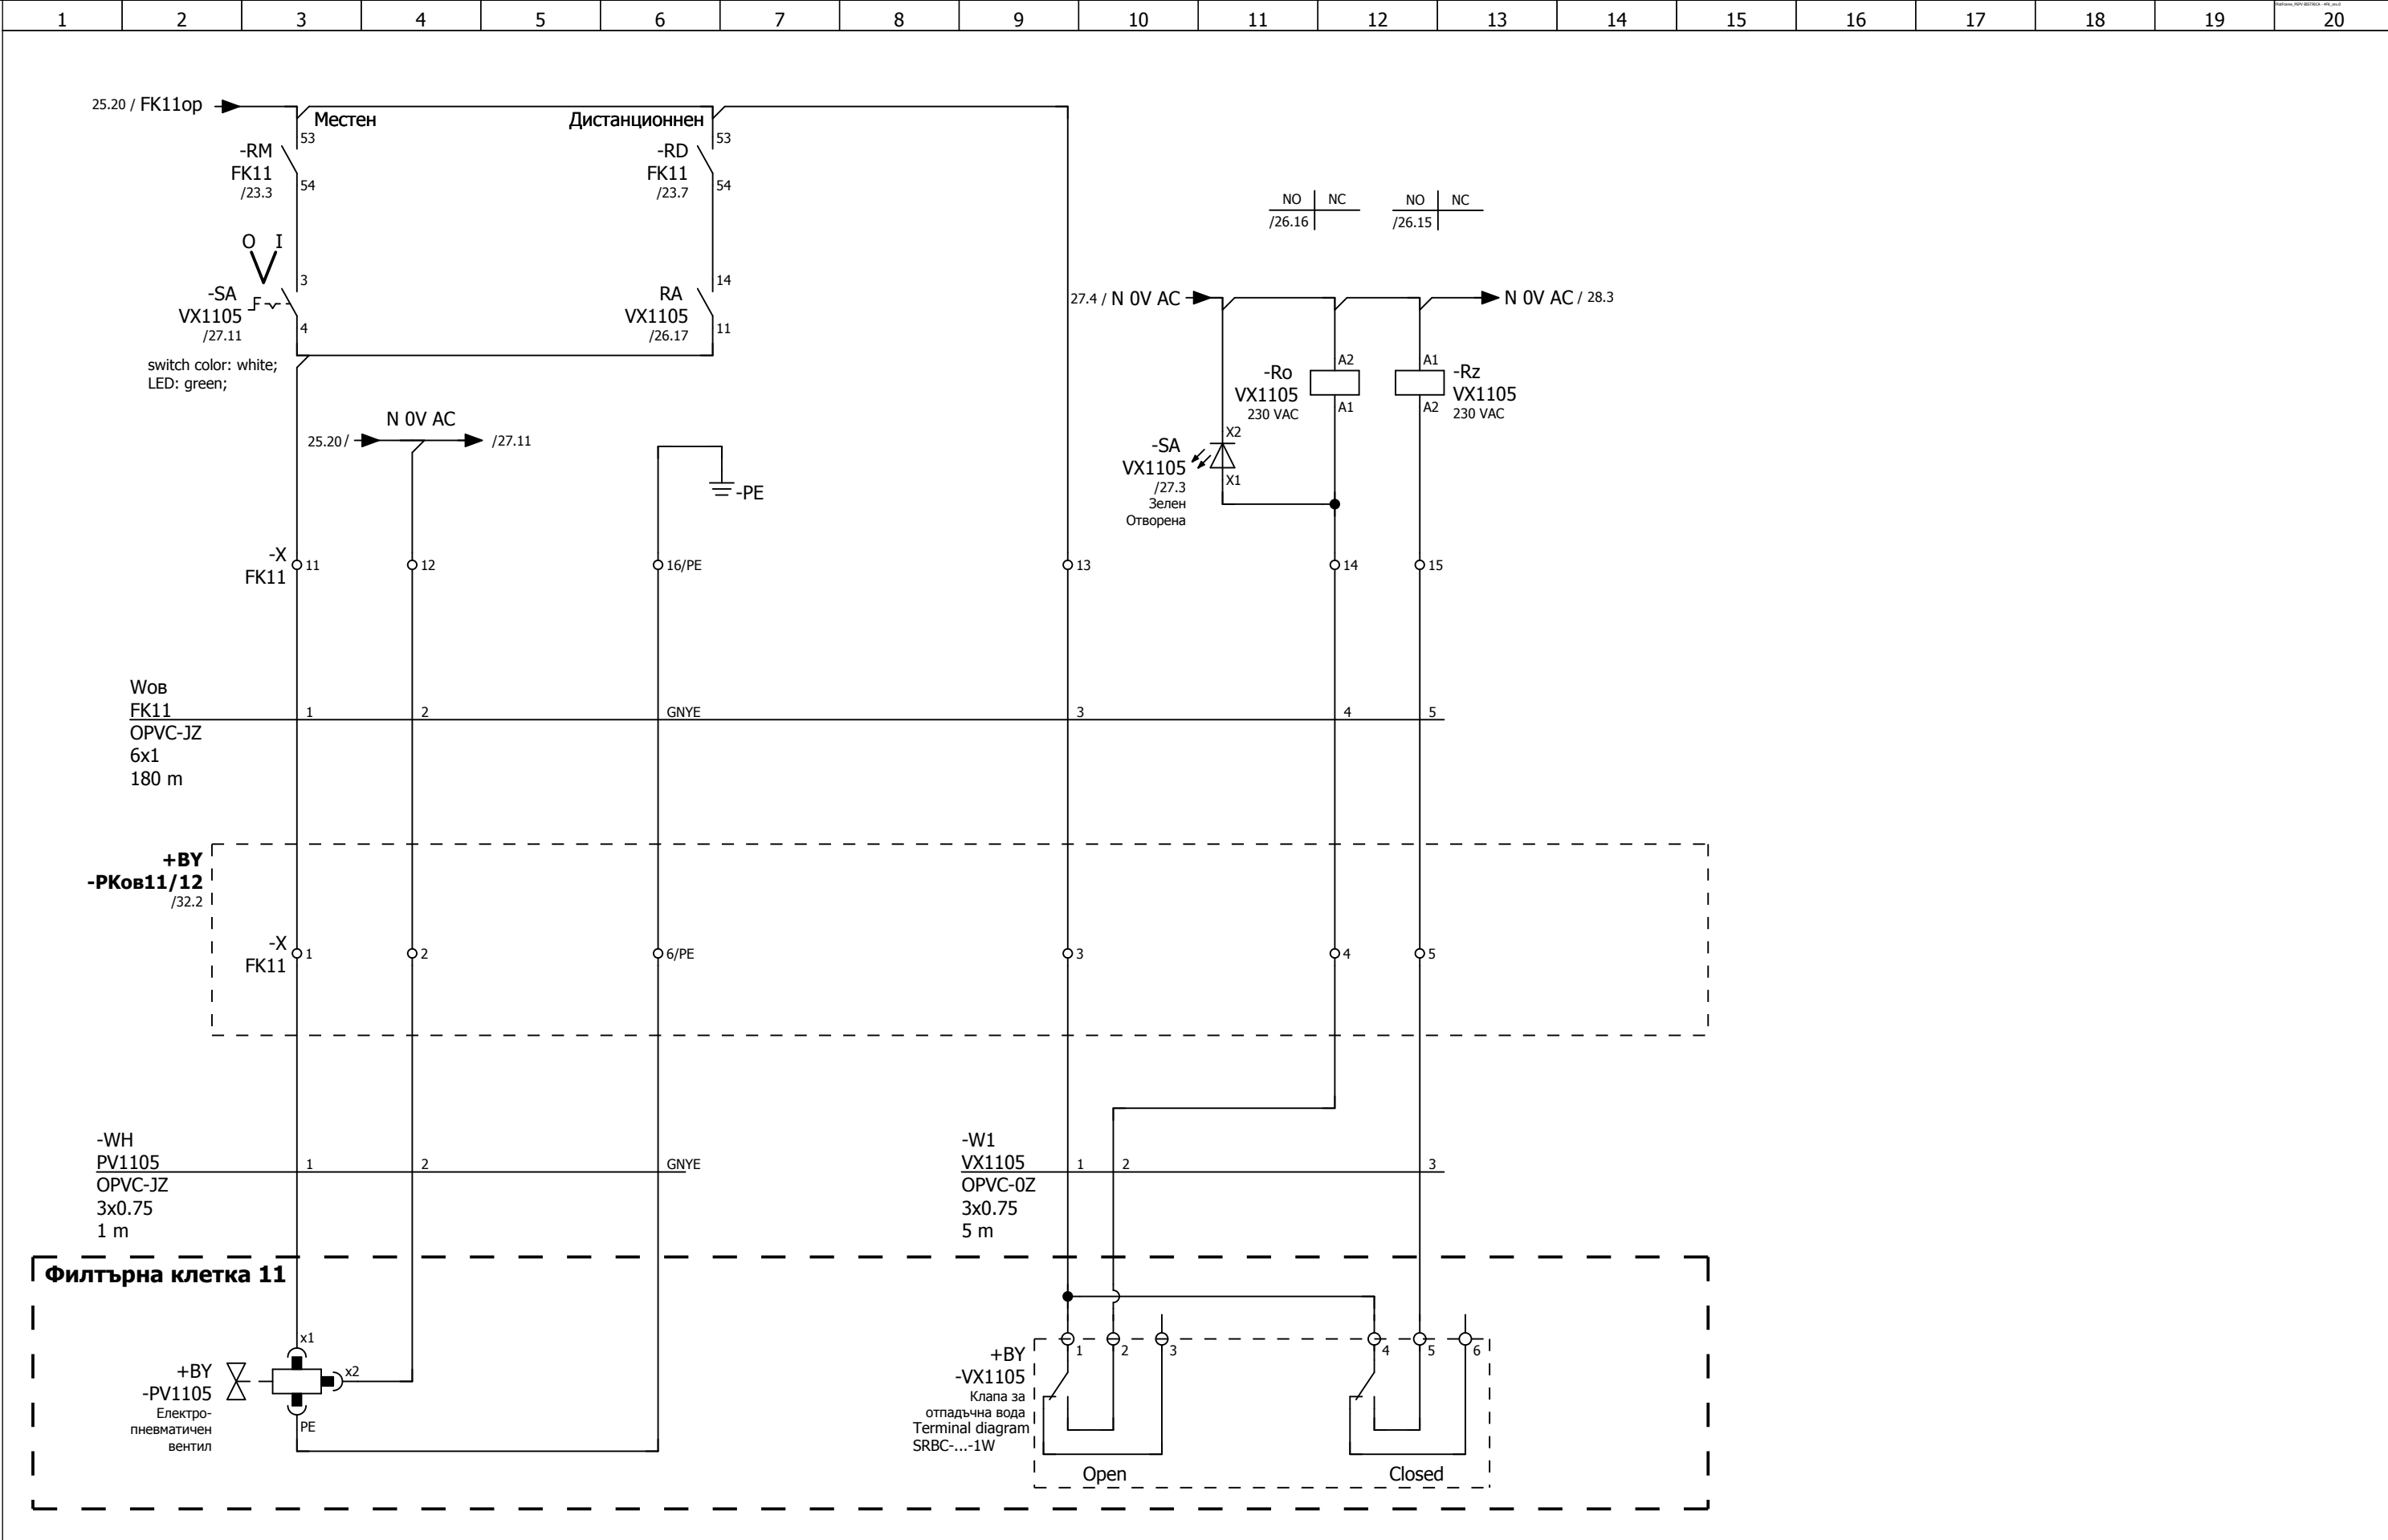 1 2 3 4 5 6 7 8 9 10 11 12 13 14 15 16 17 18 19 20
25.20 / FK11op
Местен
Дистанционнен
53
-RM
FK11
/23.3
54
53
-RD
FK11
/23.7
54
NO NC
/26.16
NO NC
/26.15
O I
3
-SA
VX1105
/27.11
4
switch color: white;
LED: green;
14
RA
VX1105
/26.17
11
27.4 / N 0V AC
N 0V AC / 28.3
A2
-Ro
VX1105
230 VAC
A1
A1
-Rz
VX1105
230 VAC
A2
N 0V AC
25.20 /
/27.11
X2
-SA
VX1105
/27.3
Зелен
Отворена
X1
-PE
-X
FK11
11 12 16/PE 13 14 15
Wов
FK11
OPVC-JZ
6x1
180 m
1 2 GNYE 3 4 5
+BY
-РКов11/12
/32.2
-X
FK11
1 2 6/PE 3 4 5
-WH
PV1105
OPVC-JZ
3x0.75
1 m
1 2 GNYE
-W1
VX1105
OPVC-0Z
3x0.75
5 m
1 2 3
Филтърна клетка 11
x1
x2
PE
+BY
-PV1105
Електро-
пневматичен
вентил
1 2 3 4 5 6
+BY
-VX1105
Клапа за
отпадъчна вода
Terminal diagram
SRBC-...-1W
Open
Closed